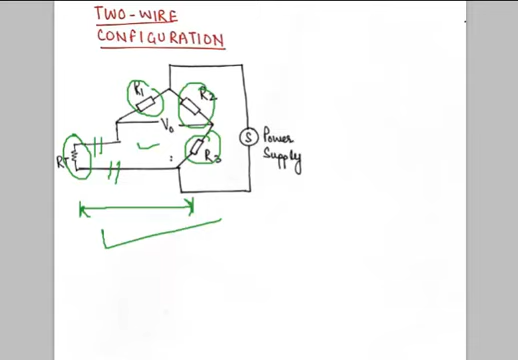 TWO-WIRE
CONFIGURATION
R1
R2
V0
RT
R3
S
Power
Supply